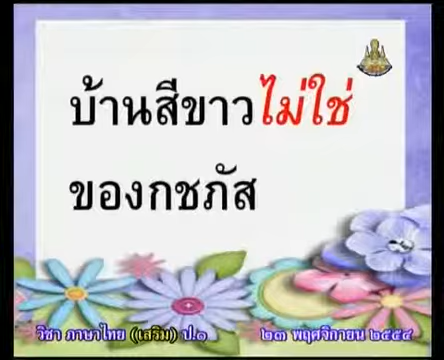 บ้านสีขาวไม่ใช่
ของกชภัส
วิชา ภาษาไทย (เสริม) ป.๑ ๒๓ พฤศจิกายน ๒๕๕๔